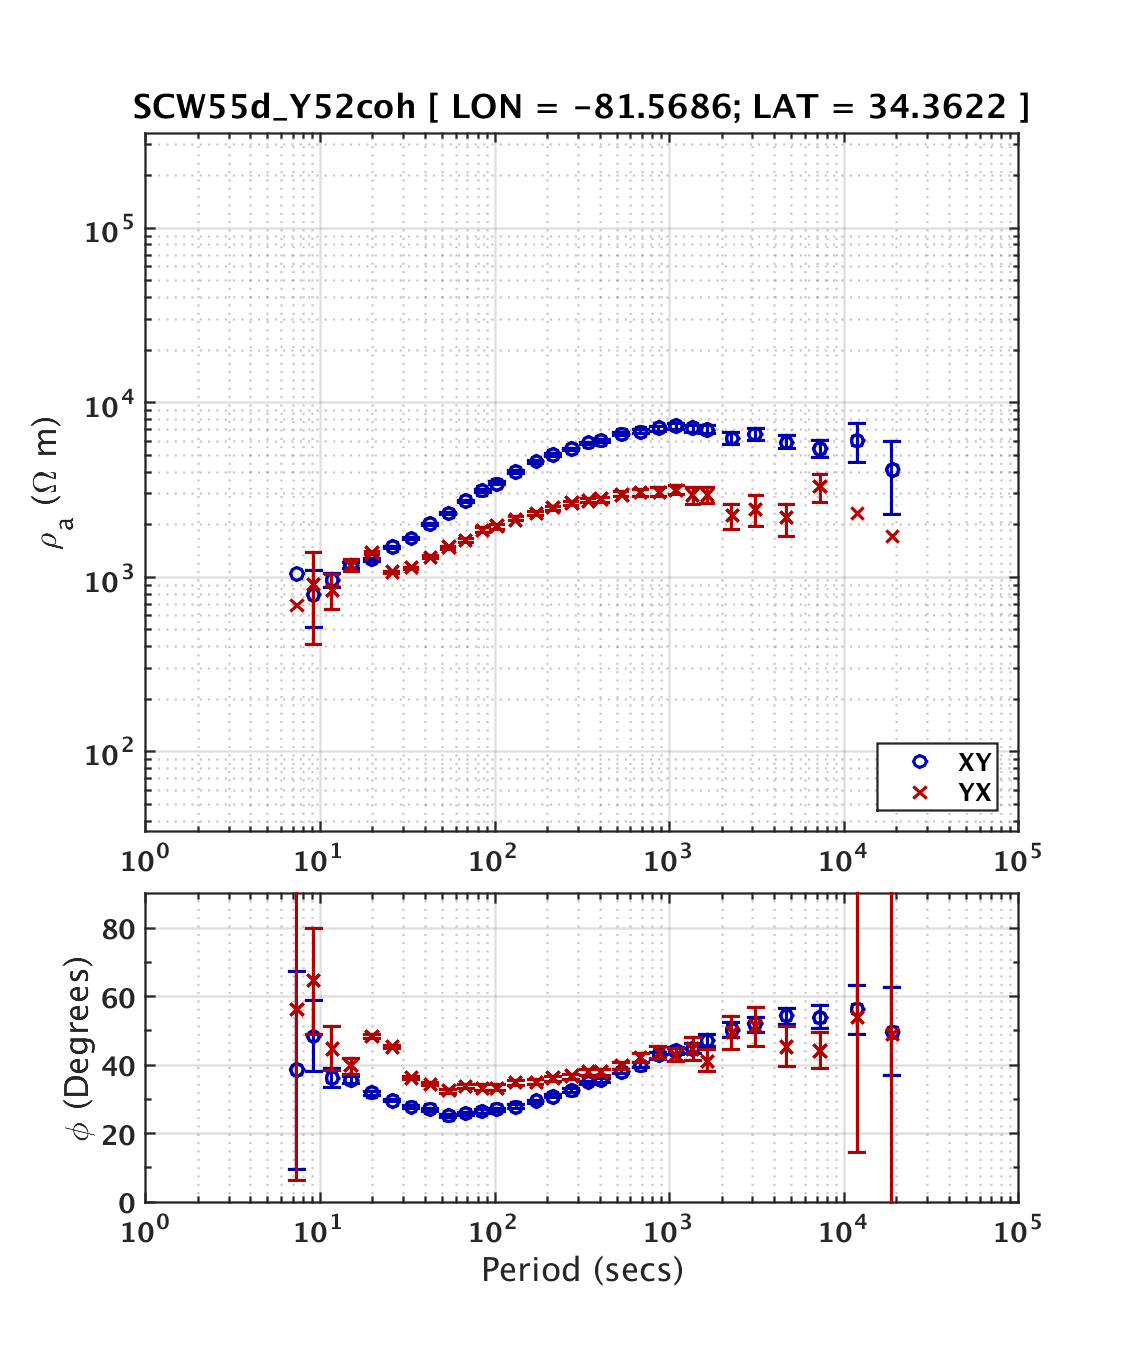 SCW55d_Y52coh [ LON = -81.5686; LAT = 34.3622 ]
ρa (Ω m)
10^5
10^4
10^3
10^2
XY
YX
10^0 10^1 10^2 10^3 10^4 10^5
ϕ (Degrees)
80
60
40
20
0
10^0 10^1 10^2 10^3 10^4 10^5
Period (secs)